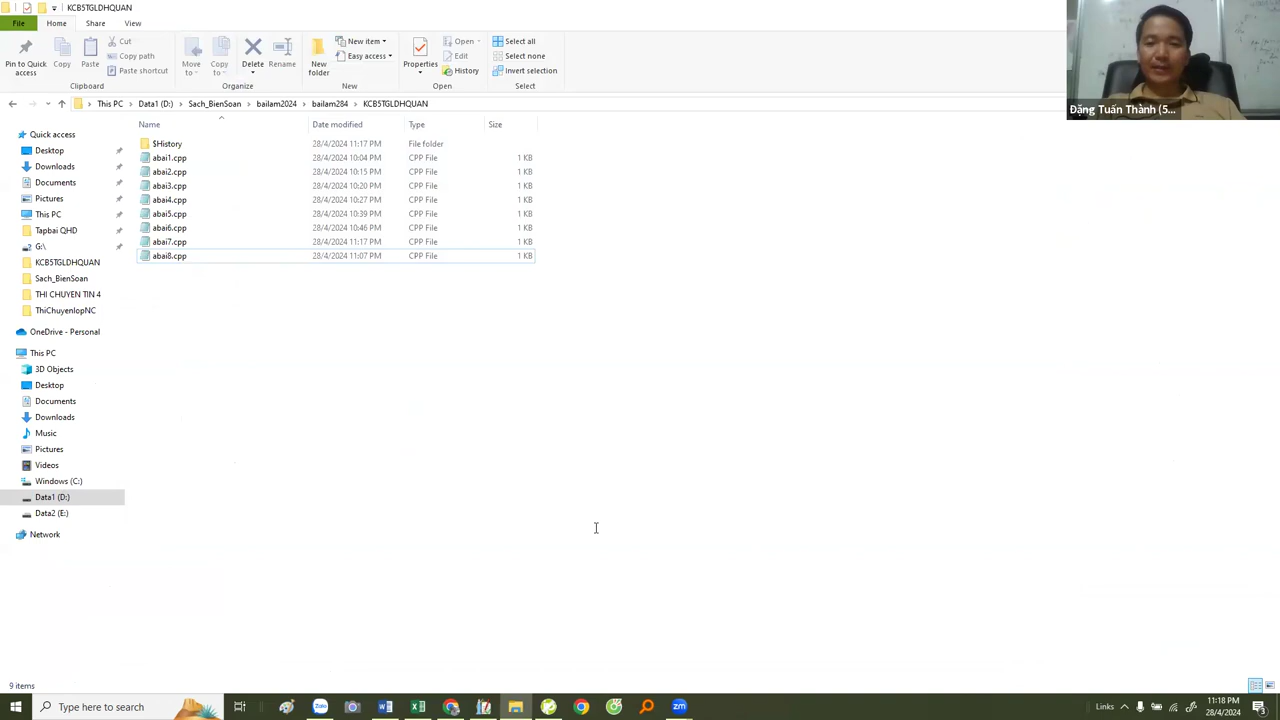 KCB5TGLDHQUAN
File Home Share View
Pin to Quick access
Copy
Paste
Cut
Copy path
Paste shortcut
Clipboard
Move to
Copy to
Delete
Rename
Organize
New folder
New item
Easy access
New
Properties
Open
Edit
History
Open
Select all
Select none
Invert selection
Select
Đặng Tuấn Thành (5...
This PC Data1 (D:) Sach_BienSoan bailam2024 bailam284 KCB5TGLDHQUAN
Name Date modified Type Size
$History 28/4/2024 11:17 PM File folder
abai1.cpp 28/4/2024 10:04 PM CPP File 1 KB
abai2.cpp 28/4/2024 10:15 PM CPP File 1 KB
abai3.cpp 28/4/2024 10:20 PM CPP File 1 KB
abai4.cpp 28/4/2024 10:27 PM CPP File 1 KB
abai5.cpp 28/4/2024 10:39 PM CPP File 1 KB
abai6.cpp 28/4/2024 10:46 PM CPP File 1 KB
abai7.cpp 28/4/2024 11:17 PM CPP File 1 KB
abai8.cpp 28/4/2024 11:07 PM CPP File 1 KB
Quick access
Desktop
Downloads
Documents
Pictures
This PC
Tapbai QHD
G:\
KCB5TGLDHQUAN
Sach_BienSoan
THI CHUYEN TIN 4
ThiChuyenlopNC
OneDrive - Personal
This PC
3D Objects
Desktop
Documents
Downloads
Music
Pictures
Videos
Windows (C:)
Data1 (D:)
Data2 (E:)
Network
9 items
Type here to search
Zalo
zm
Links
11:18 PM
28/4/2024
3